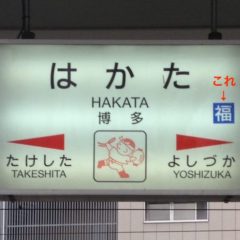 はかた
これ
↓
HAKATA
福
博多
たけした
よしづか
TAKESHITA
YOSHIZUKA